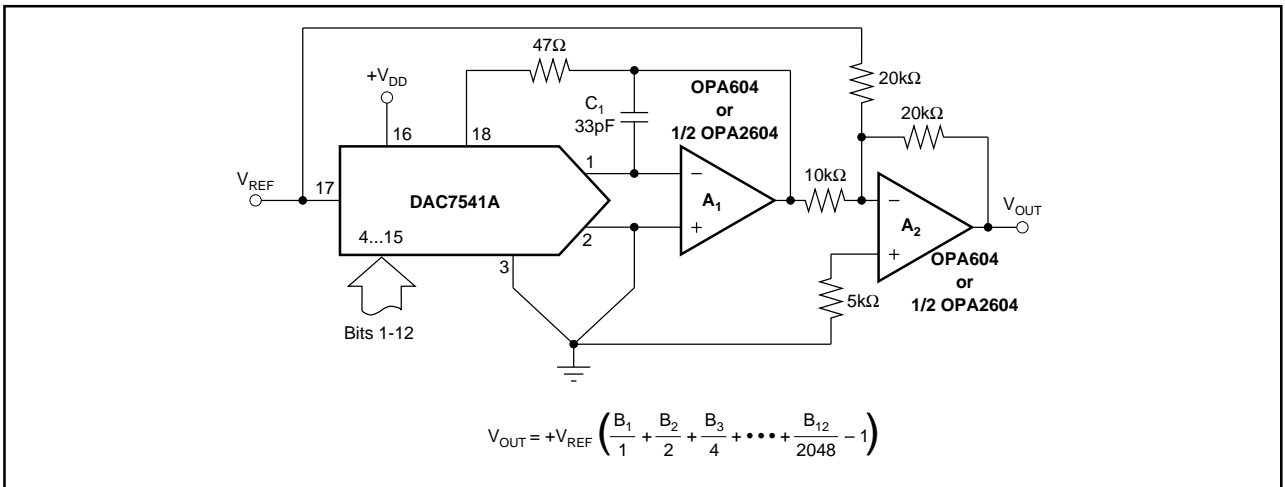 47Ω
+V_DD
C_1
33pF
OPA604
or
1/2 OPA2604
20kΩ
20kΩ
16
18
1
V_REF
17
DAC7541A
–
A_1
+
10kΩ
–
A_2
+
V_OUT
2
4...15
3
OPA604
or
1/2 OPA2604
5kΩ
Bits 1-12
V_OUT = +V_REF (B_1/1 + B_2/2 + B_3/4 + ••• + B_12/2048 – 1)